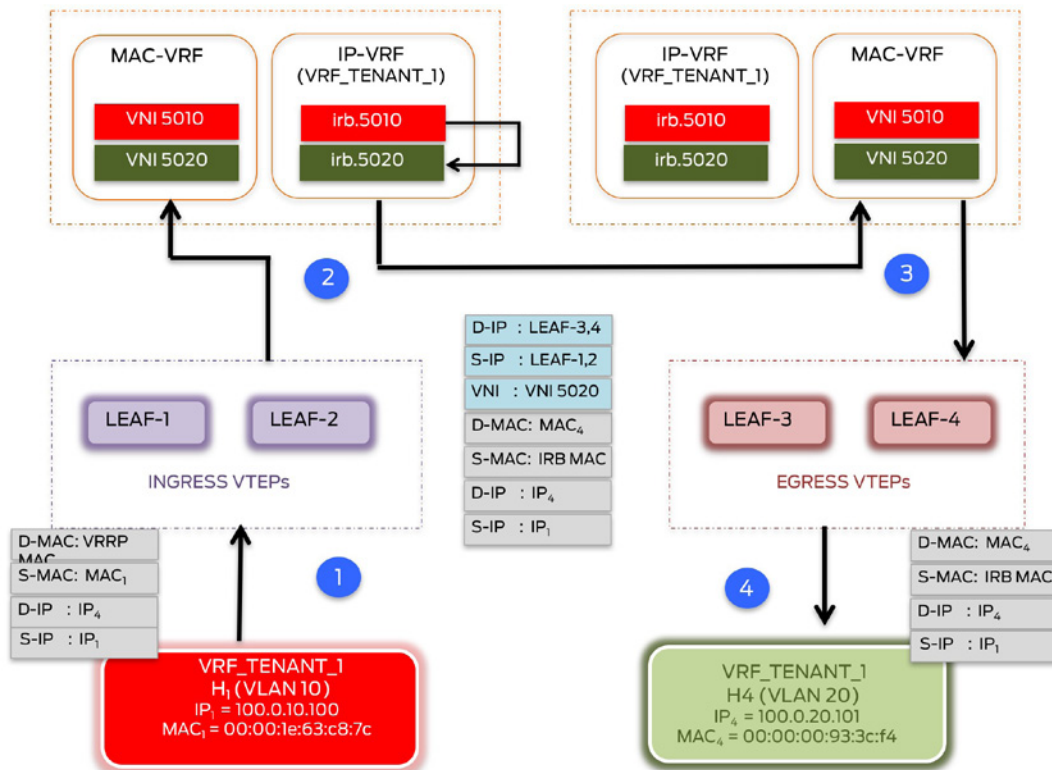 MAC-VRF
VNI 5010
VNI 5020
IP-VRF
(VRF_TENANT_1)
irb.5010
irb.5020
IP-VRF
(VRF_TENANT_1)
irb.5010
irb.5020
MAC-VRF
VNI 5010
VNI 5020
2
3
LEAF-1
LEAF-2
INGRESS VTEPs
D-IP : LEAF-3,4
S-IP : LEAF-1,2
VNI : VNI 5020
D-MAC: MAC₄
S-MAC: IRB MAC
D-IP : IP₄
S-IP : IP₁
LEAF-3
LEAF-4
EGRESS VTEPs
D-MAC: VRRP
MAC
S-MAC: MAC₁
D-IP : IP₄
S-IP : IP₁
1
4
D-MAC: MAC₄
S-MAC: IRB MAC
D-IP : IP₄
S-IP : IP₁
VRF_TENANT_1
H₁ (VLAN 10)
IP₁ = 100.0.10.100
MAC₁ = 00:00:1e:63:c8:7c
VRF_TENANT_1
H4 (VLAN 20)
IP₄ = 100.0.20.101
MAC₄ = 00:00:00:93:3c:f4